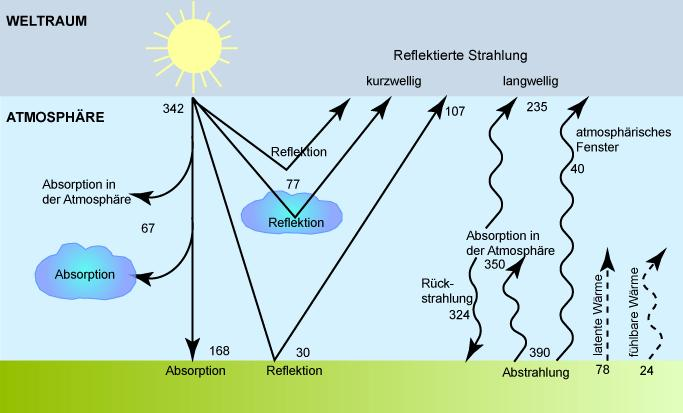 WELTRAUM
Reflektierte Strahlung
kurzwellig
langwellig
342
107
235
ATMOSPHÄRE
atmosphärisches
Fenster
40
Reflektion
Absorption in
der Atmosphäre
77
67
Reflektion
Absorption in
der Atmosphäre
350
Absorption
Rück-
strahlung
324
latente Wärme
fühlbare Wärme
168
30
390
Absorption
Reflektion
Abstrahlung
78
24